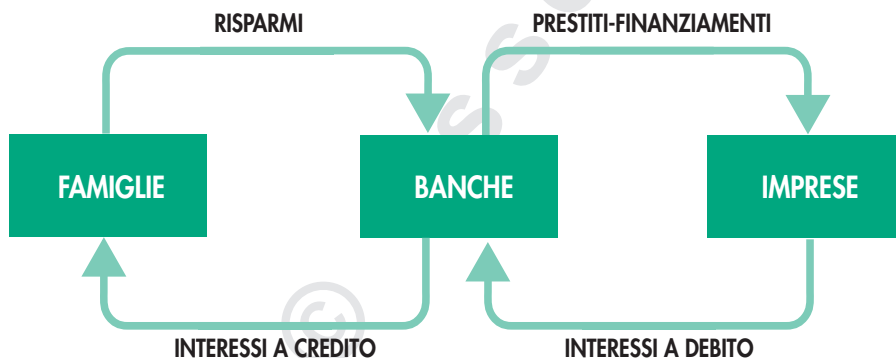 RISPARMI
PRESTITI-FINANZIAMENTI
FAMIGLIE
BANCHE
IMPRESE
INTERESSI A CREDITO
INTERESSI A DEBITO